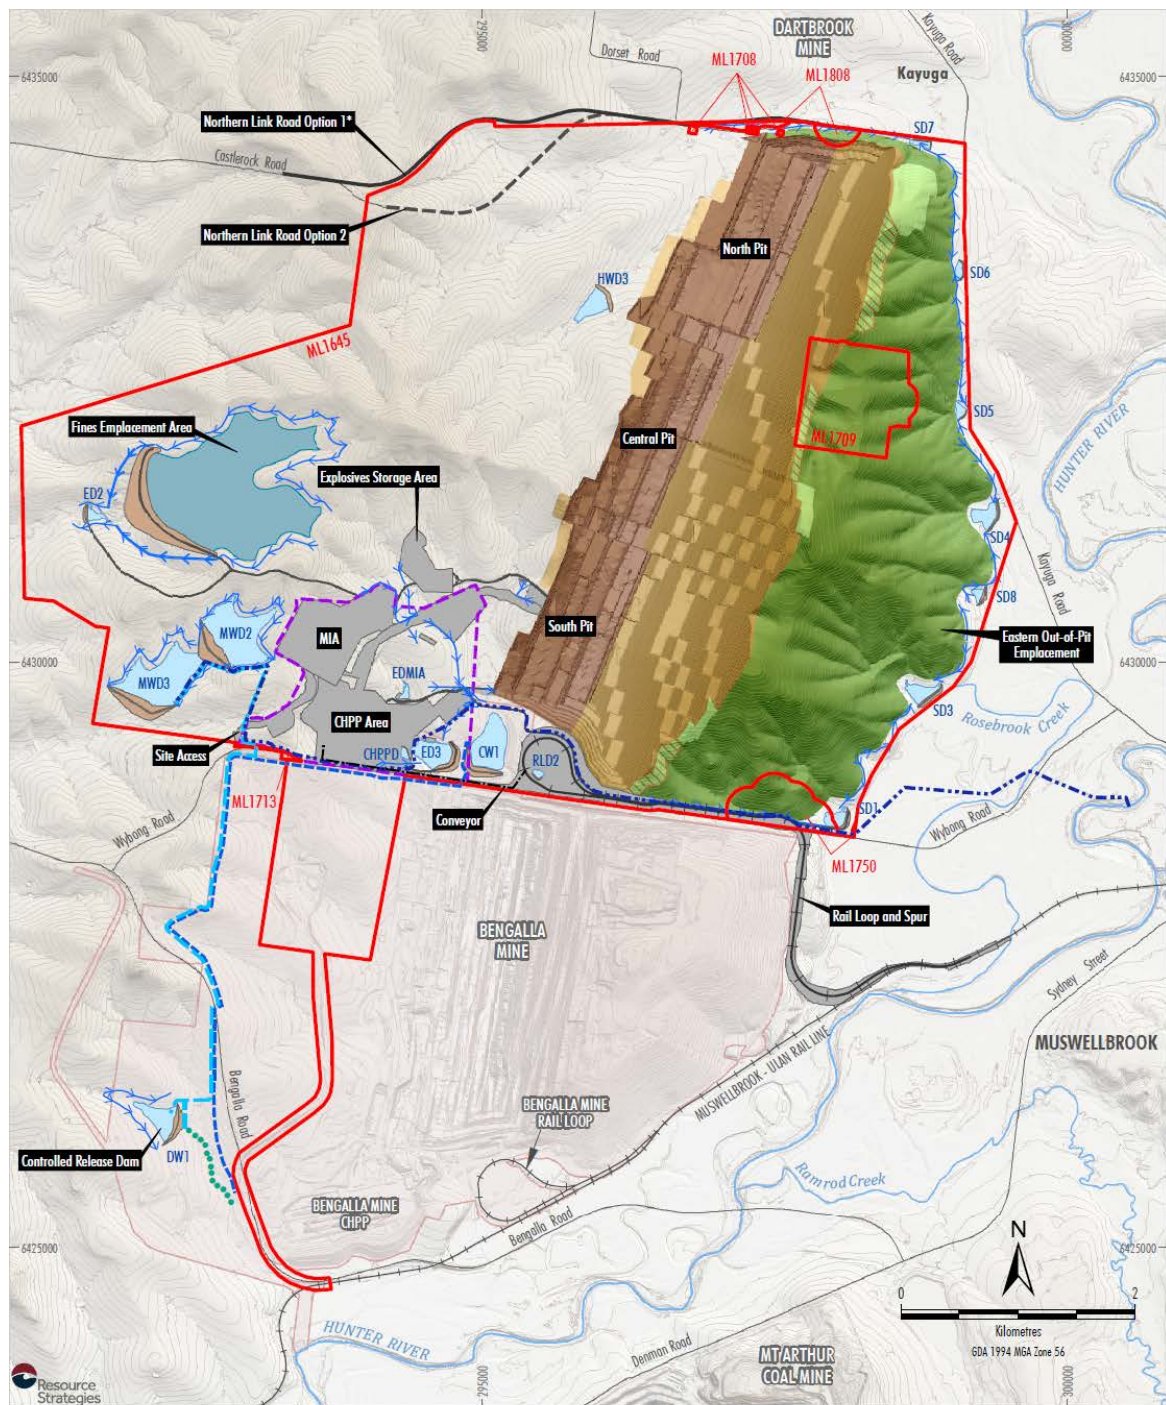 295000
300000
DARTBROOK
MINE
Kayuga Road
Dorset Road
6435000
6435000
ML1708
ML1808
Kayuga
Northern Link Road Option 1*
SD7
Castlerock Road
Northern Link Road Option 2
North Pit
HWD3
SD6
ML1645
SD5
HUNTER RIVER
Fines Emplacement Area
Central Pit
ML1709
Explosives Storage Area
ED2
SD4
Kayuga Road
SD8
MIA
South Pit
MWD2
Eastern Out-of-Pit
Emplacement
6430000
6430000
EDMIA
MWD3
SD3
Rosebrook Creek
CHPP Area
Site Access
CHPPD
ED3
CW1
RLD2
ML1713
Conveyor
SD1
Wybong Road
Wybong Road
ML1750
Rail Loop and Spur
BENGALLA
MINE
Sydney Street
MUSWELLBROOK
MUSWELLBROOK - ULAN RAIL LINE
Bengalla Road
BENGALLA MINE
RAIL LOOP
Controlled Release Dam
DW1
Ramrod Creek
BENGALLA MINE
CHPP
Bengalla Road
N
6425000
6425000
0
2
Kilometres
GDA 1994 MGA Zone 56
HUNTER RIVER
Denman Road
MT ARTHUR
COAL MINE
Resource
Strategies
295000
300000